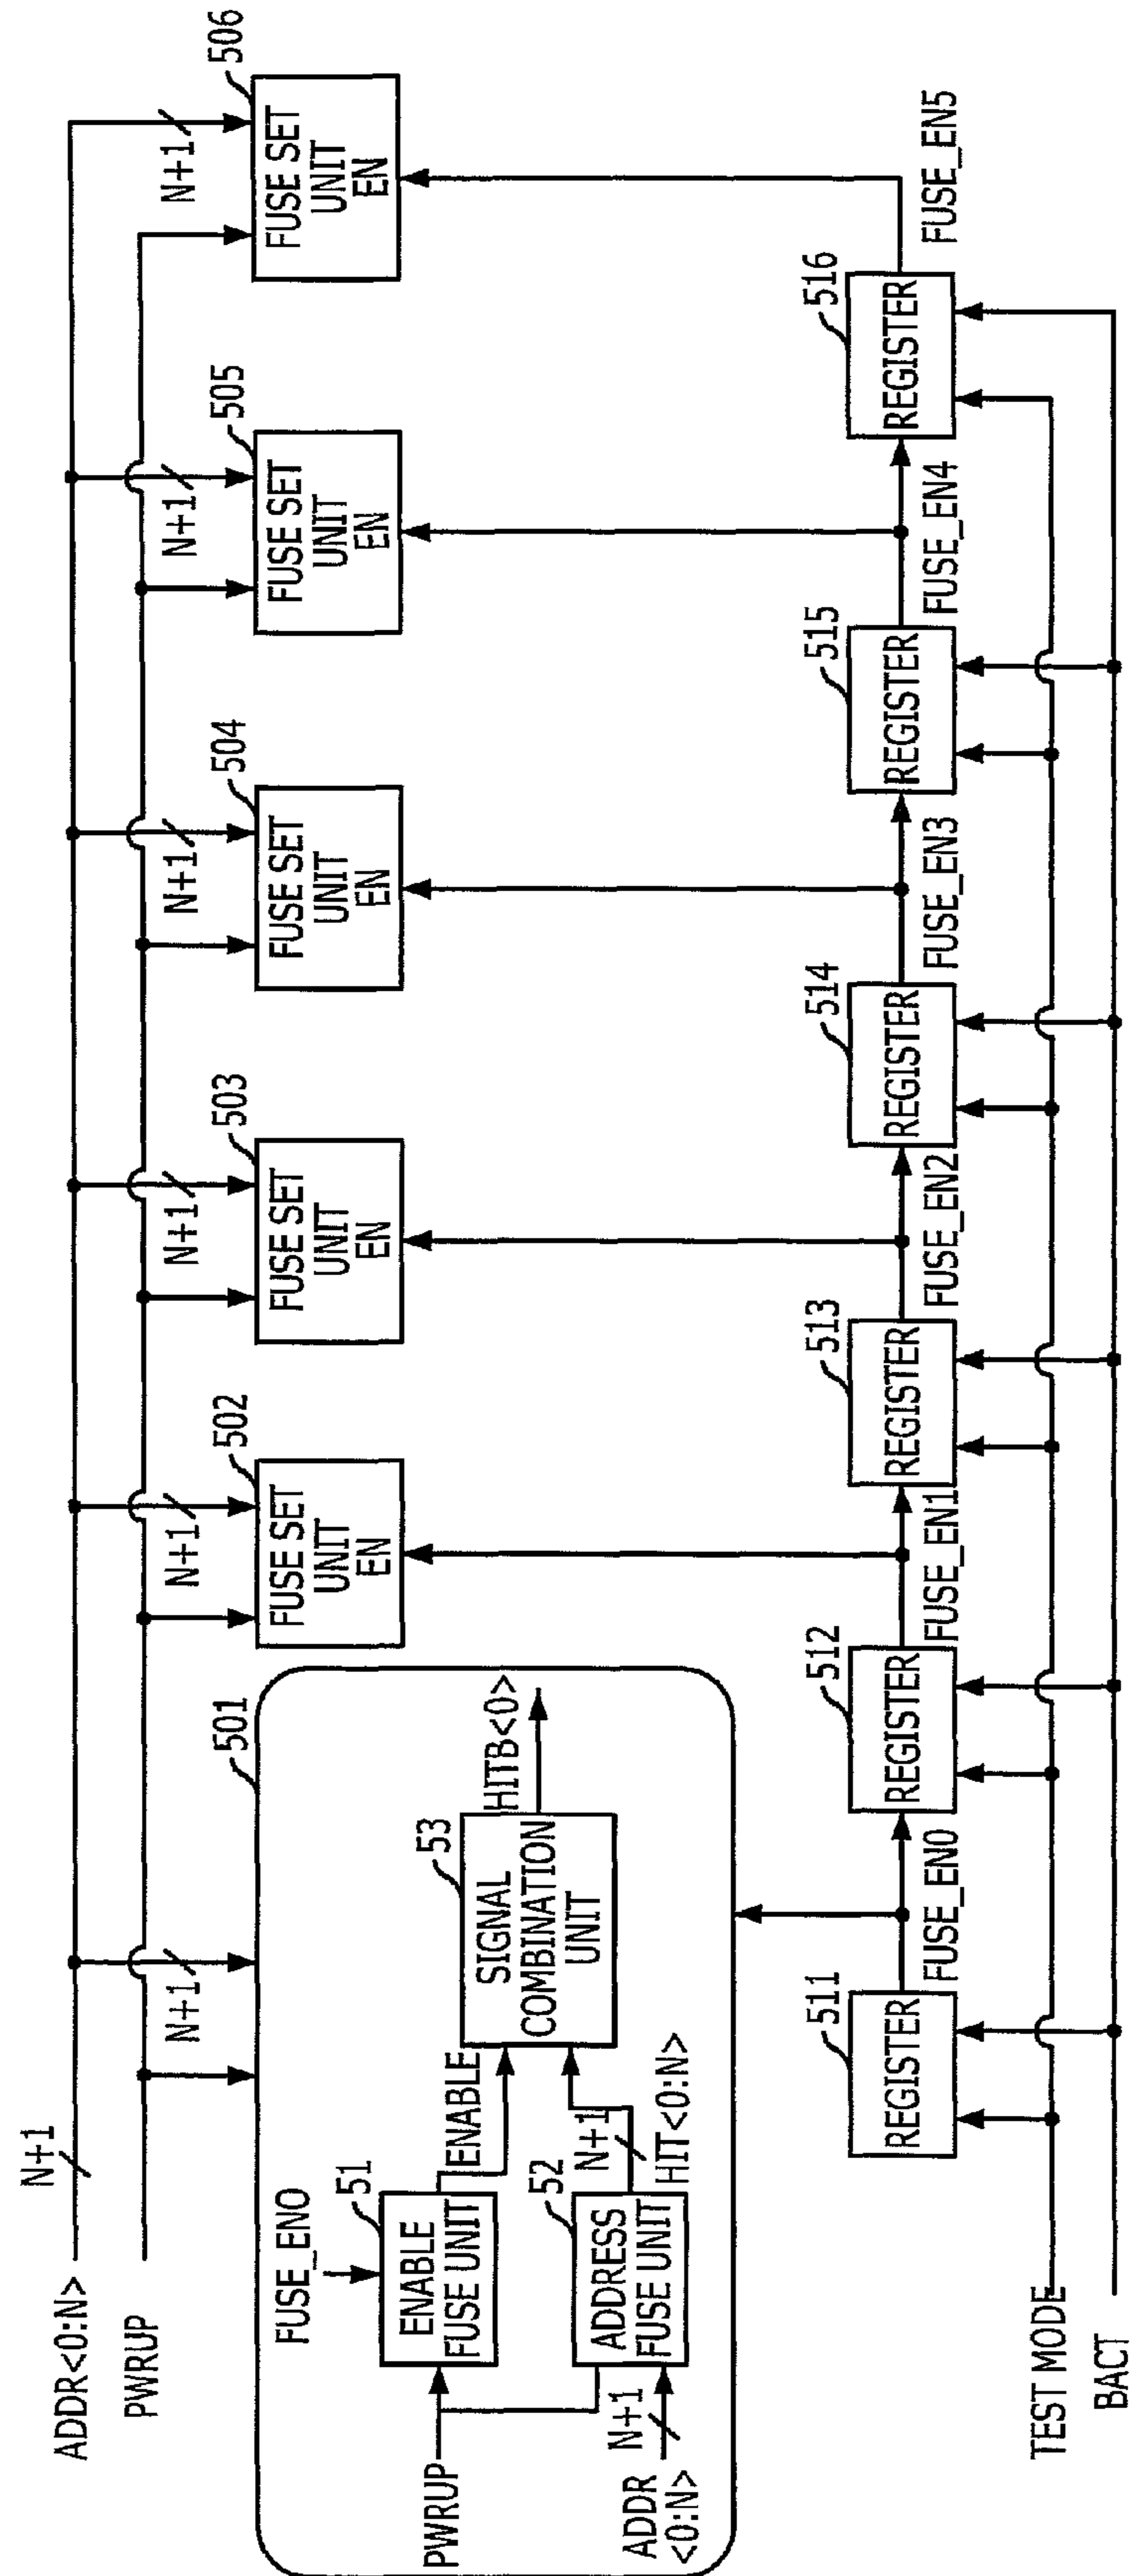 ADDR<0:N>
N+1
PWRUP
N+1
501
FUSE_EN0
51
ENABLE
FUSE UNIT
ENABLE
PWRUP
52
ADDRESS
FUSE UNIT
N+1
ADDR
<0:N>
N+1
HIT<0:N>
53
SIGNAL
COMBINATION
UNIT
HITB<0>
N+1
502
FUSE SET
UNIT
EN
N+1
503
FUSE SET
UNIT
EN
N+1
504
FUSE SET
UNIT
EN
N+1
505
FUSE SET
UNIT
EN
N+1
506
FUSE SET
UNIT
EN
511
REGISTER
FUSE_EN0
512
REGISTER
FUSE_EN1
513
REGISTER
FUSE_EN2
514
REGISTER
FUSE_EN3
515
REGISTER
FUSE_EN4
516
REGISTER
FUSE_EN5
TEST MODE
BACT